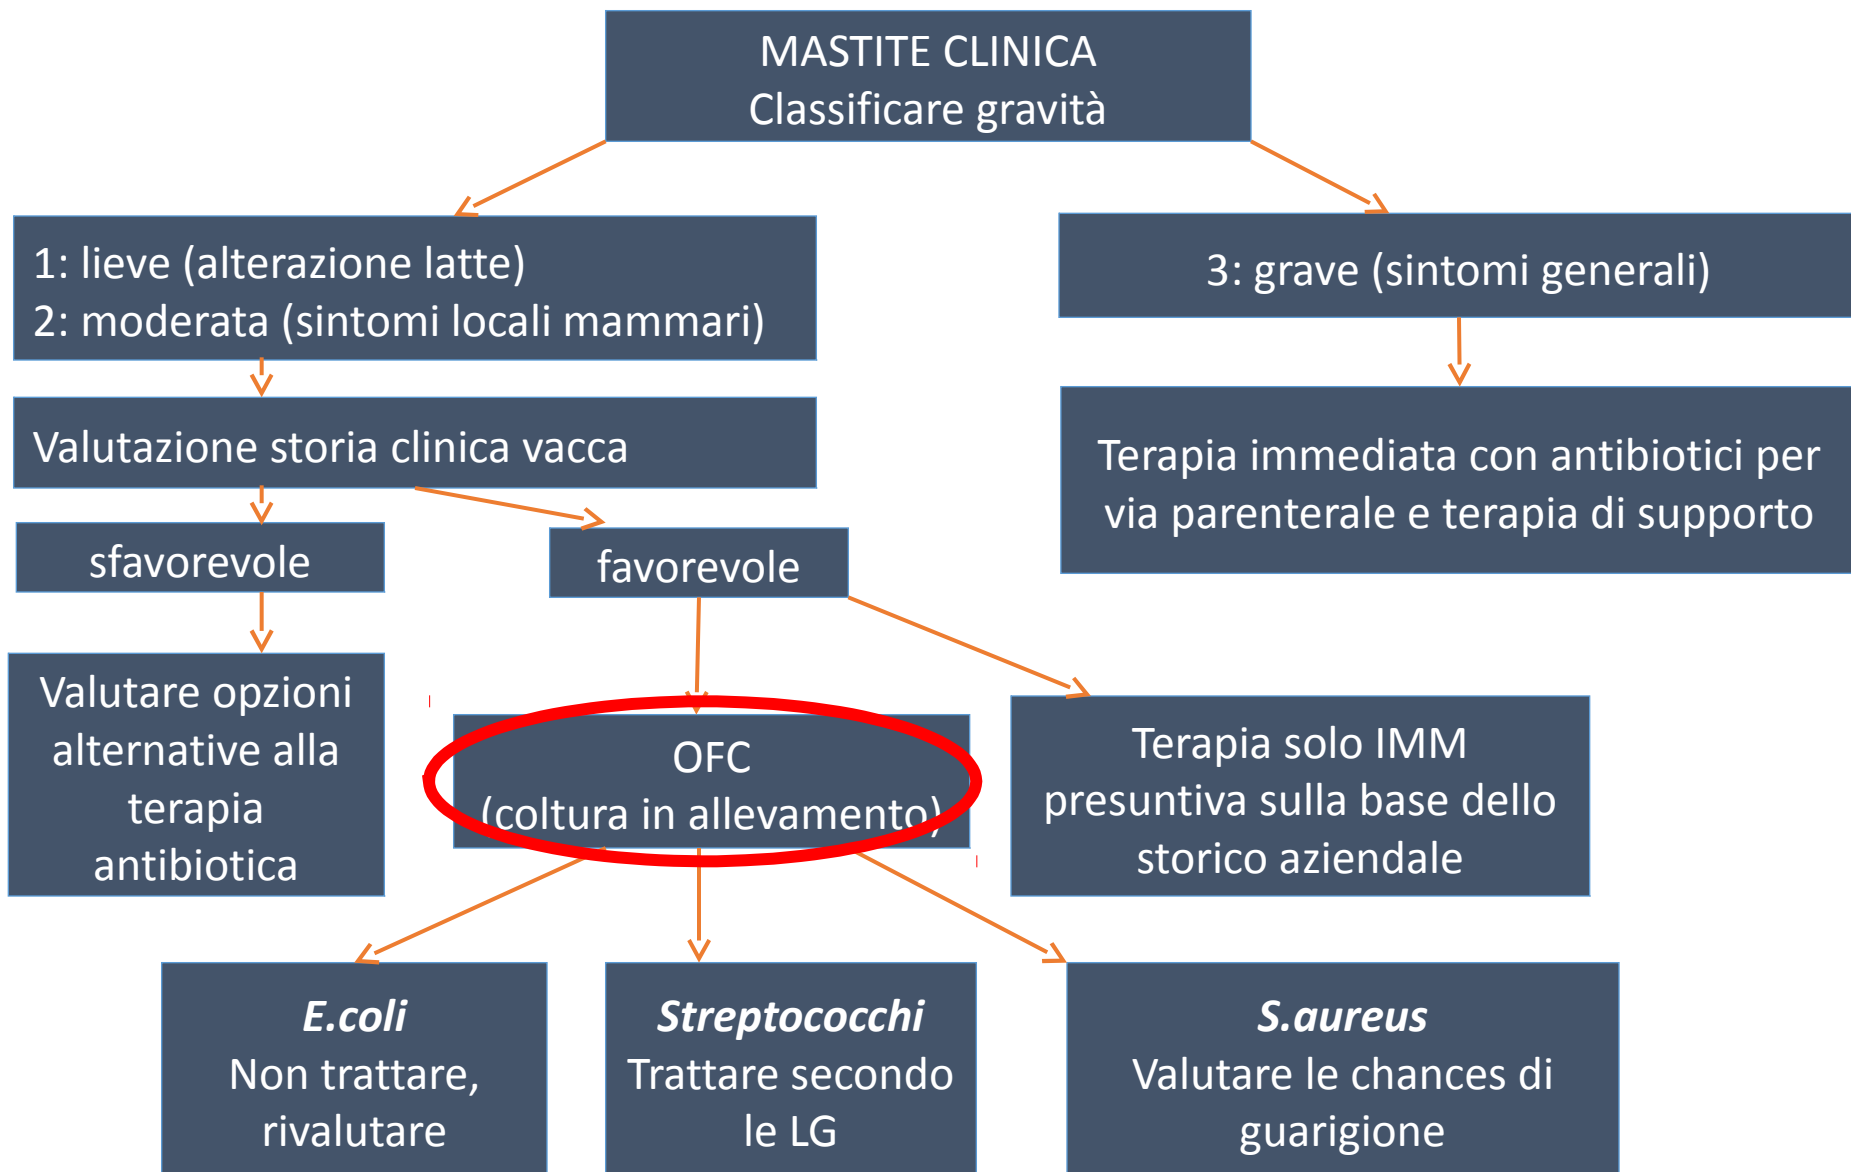 MASTITE CLINICA
Classificare gravità
1: lieve (alterazione latte)
2: moderata (sintomi locali mammari)
3: grave (sintomi generali)
Valutazione storia clinica vacca
Terapia immediata con antibiotici per
via parenterale e terapia di supporto
sfavorevole
favorevole
Valutare opzioni
alternative alla
terapia
antibiotica
OFC
(coltura in allevamento)
Terapia solo IMM
presuntiva sulla base dello
storico aziendale
E.coli
Non trattare,
rivalutare
Streptococchi
Trattare secondo
le LG
S.aureus
Valutare le chances di
guarigione